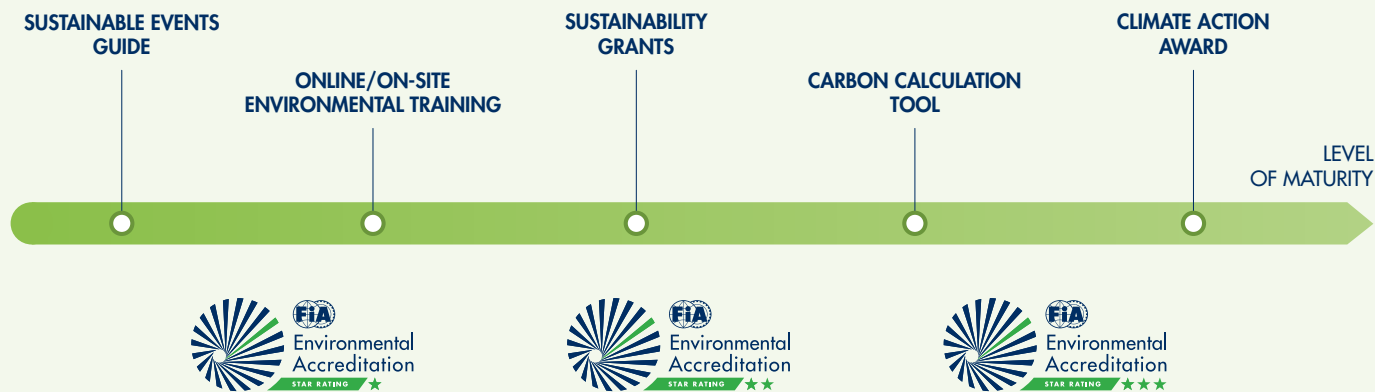 SUSTAINABLE EVENTS
GUIDE
ONLINE/ON-SITE
ENVIRONMENTAL TRAINING
SUSTAINABILITY
GRANTS
CARBON CALCULATION
TOOL
CLIMATE ACTION
AWARD
LEVEL
OF MATURITY
FiA
Environmental
Accreditation
STAR RATING
FiA
Environmental
Accreditation
STAR RATING
FiA
Environmental
Accreditation
STAR RATING